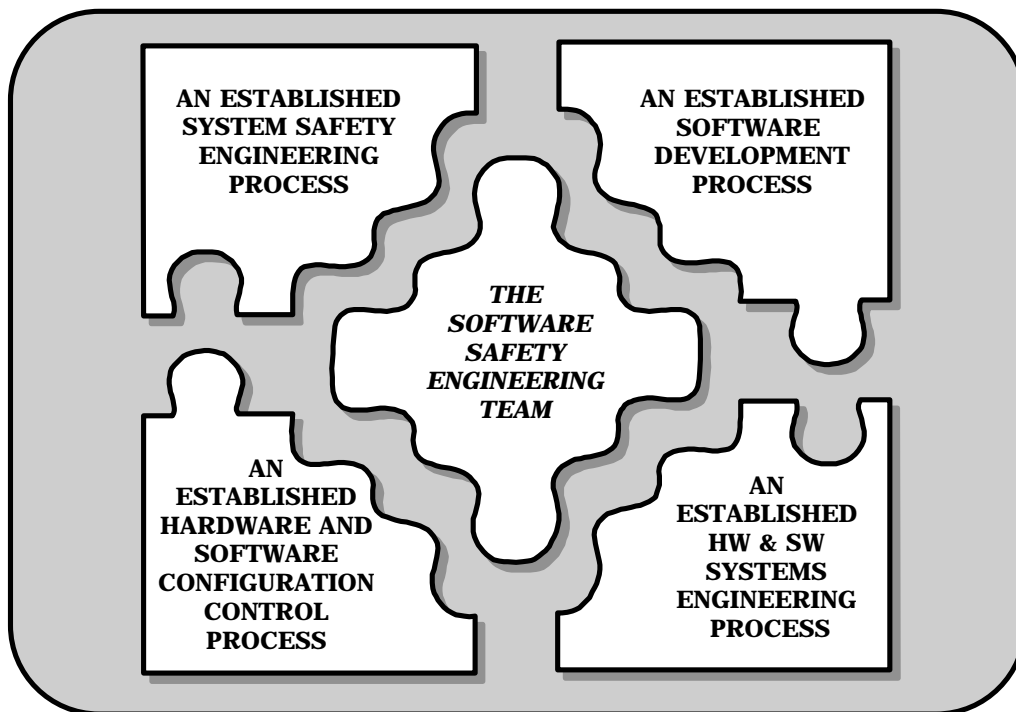 AN ESTABLISHED
SYSTEM SAFETY
ENGINEERING
PROCESS
AN ESTABLISHED
SOFTWARE
DEVELOPMENT
PROCESS
THE
SOFTWARE
SAFETY
ENGINEERING
TEAM
AN
ESTABLISHED
HARDWARE AND
SOFTWARE
CONFIGURATION
CONTROL
PROCESS
AN
ESTABLISHED
HW & SW
SYSTEMS
ENGINEERING
PROCESS